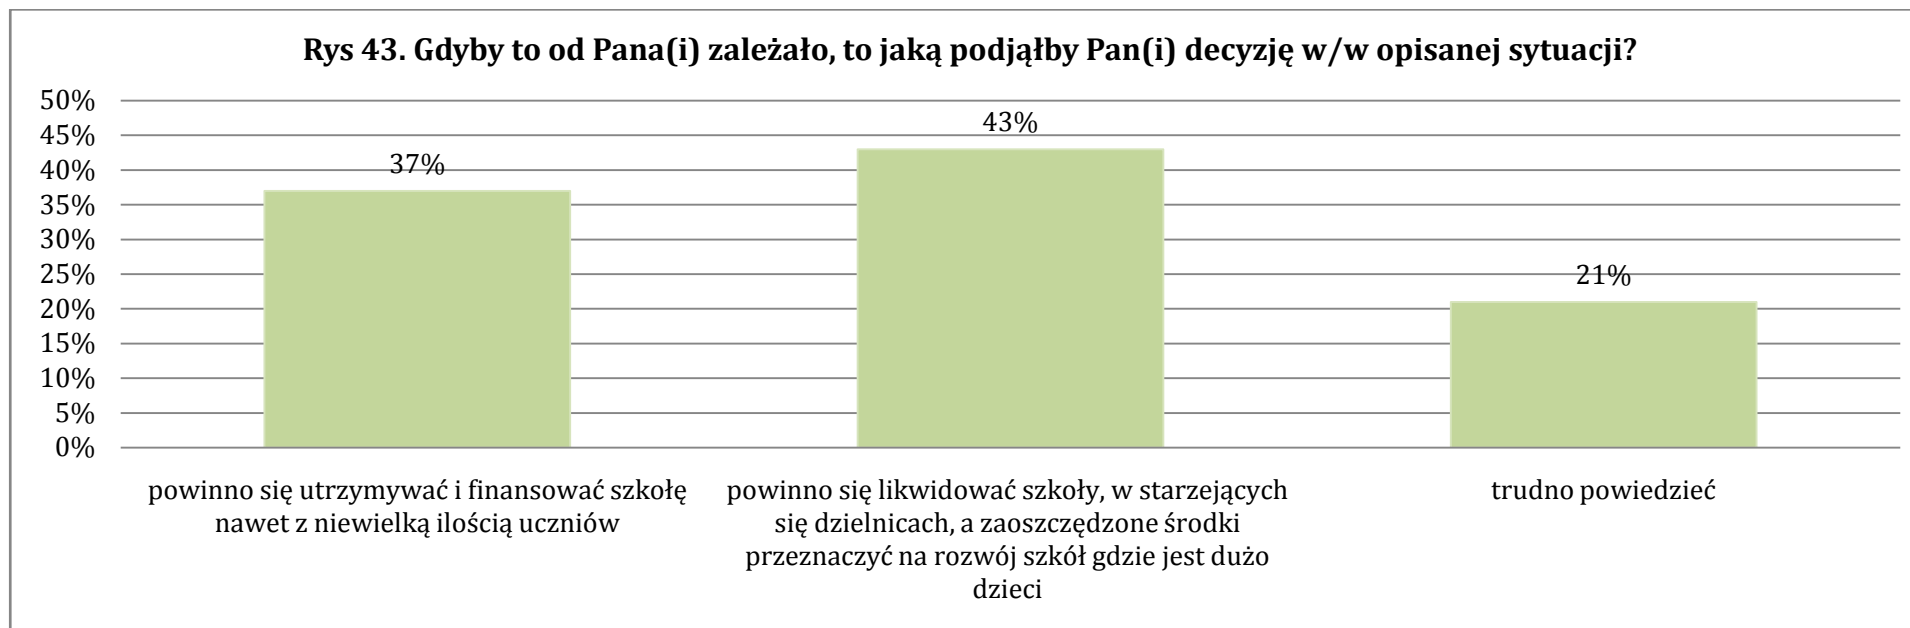 Rys 43. Gdyby to od Pana(i) zależało, to jaką podjąłby Pan(i) decyzję w/w opisanej sytuacji?
50%
45%
40%
35%
30%
25%
20%
15%
10%
5%
0%
37%
43%
21%
powinno się utrzymywać i finansować szkołę
nawet z niewielką ilością uczniów
powinno się likwidować szkoły, w starzejących
się dzielnicach, a zaoszczędzone środki
przeznaczyć na rozwój szkół gdzie jest dużo
dzieci
trudno powiedzieć